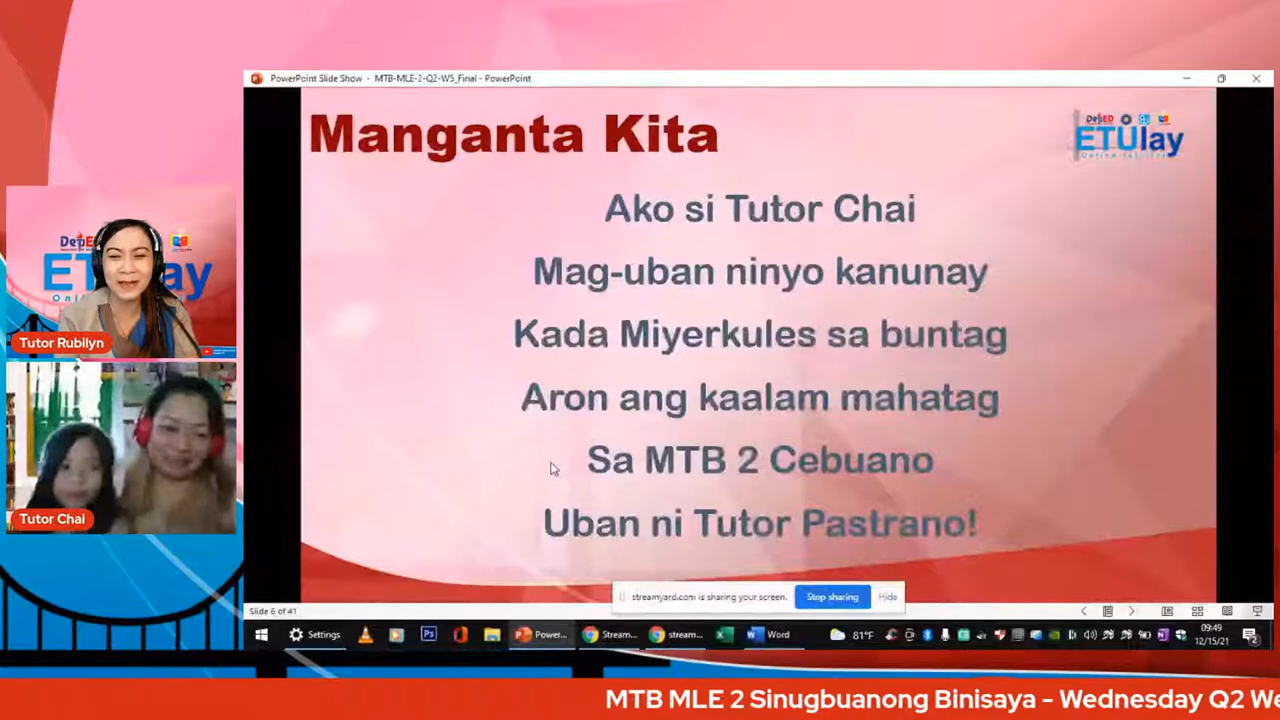 PowerPoint Slide Show - MTB-MLE-2-Q2-W5_Final - PowerPoint
Manganta Kita
DepED
ETUlay
Ako si Tutor Chai
Mag-uban ninyo kanunay
Kada Miyerkules sa buntag
Aron ang kaalam mahatag
Sa MTB 2 Cebuano
Uban ni Tutor Pastrano!
Tutor Rubilyn
Tutor Chai
streamyard.com is sharing your screen.
Stop sharing
Hide
Slide 6 of 41
Settings
Power...
Stream...
stream...
Word
81°F
09:49
12/15/21
MTB MLE 2 Sinugbuanong Binisaya - Wednesday Q2 We